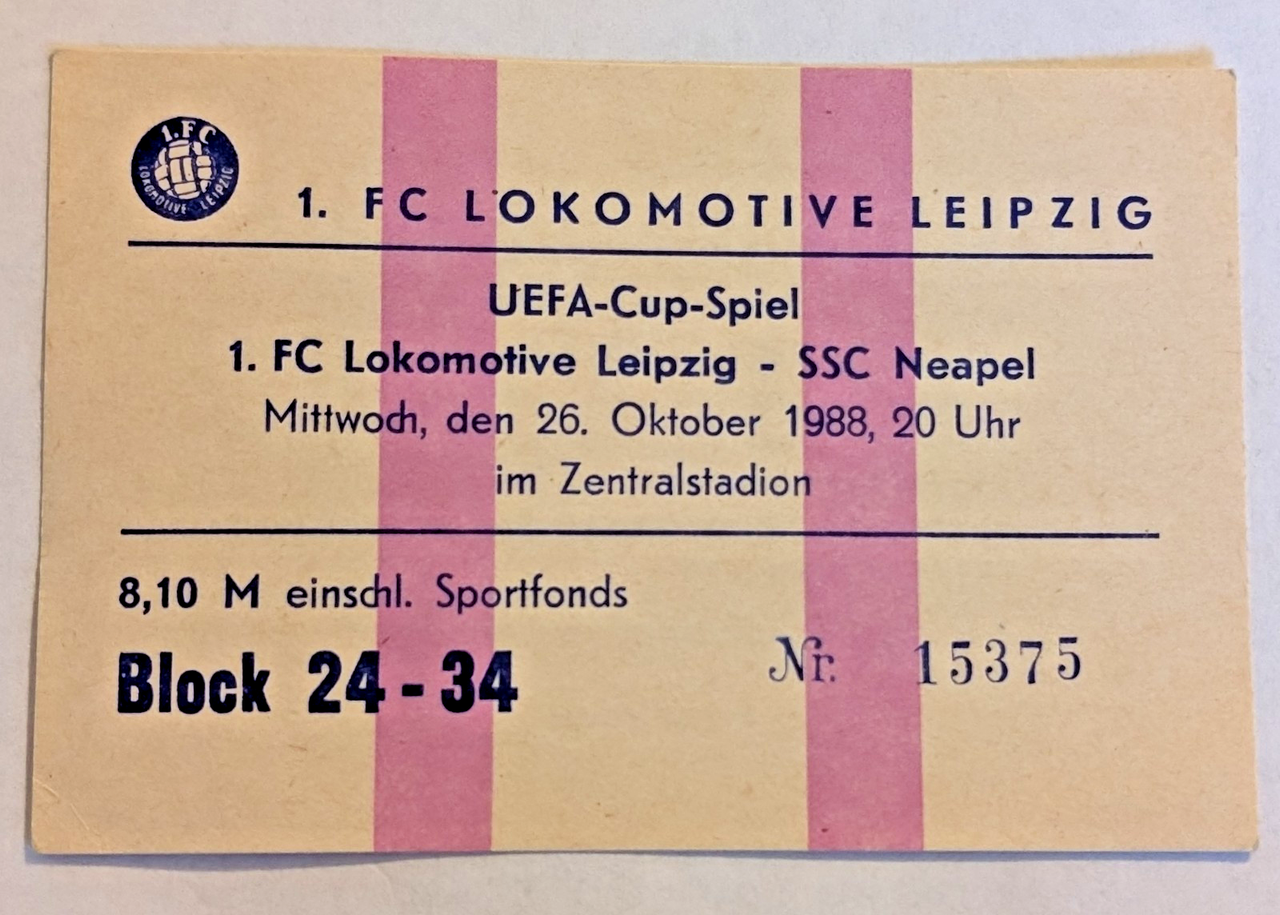 1.FC
LOKOMOTIVE LEIPZIG
1. FC LOKOMOTIVE LEIPZIG
UEFA-Cup-Spiel
1. FC Lokomotive Leipzig - SSC Neapel
Mittwoch, den 26. Oktober 1988, 20 Uhr
im Zentralstadion
8,10 M einschl. Sportfonds
Block 24 - 34
Nr. 15375